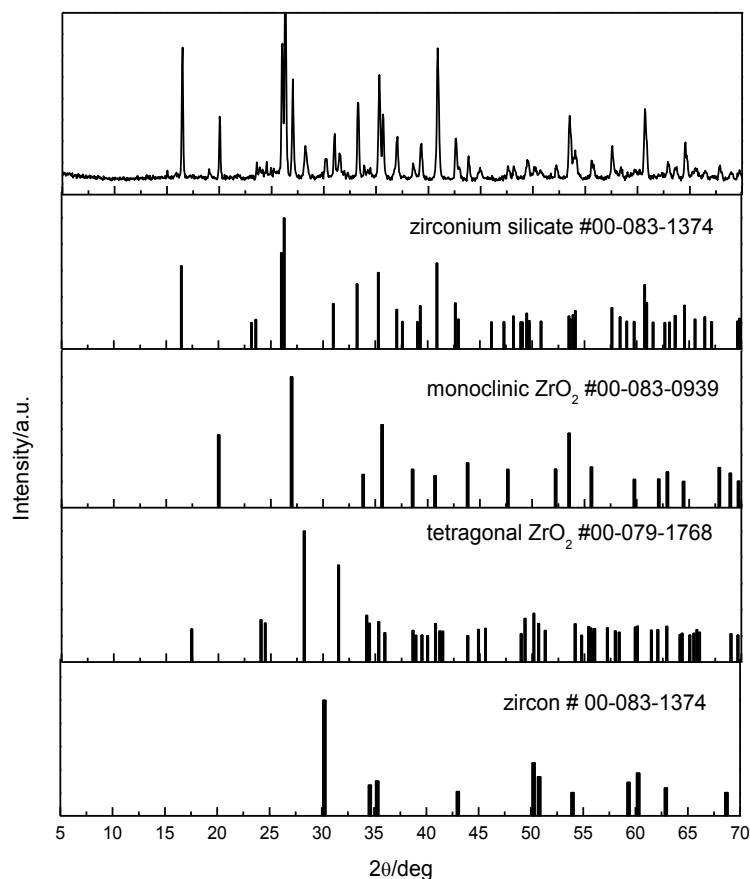 zirconium silicate #00-083-1374
monoclinic ZrO₂ #00-083-0939
tetragonal ZrO₂ #00-079-1768
zircon # 00-083-1374
Intensity/a.u.
5 10 15 20 25 30 35 40 45 50 55 60 65 70
2θ/deg